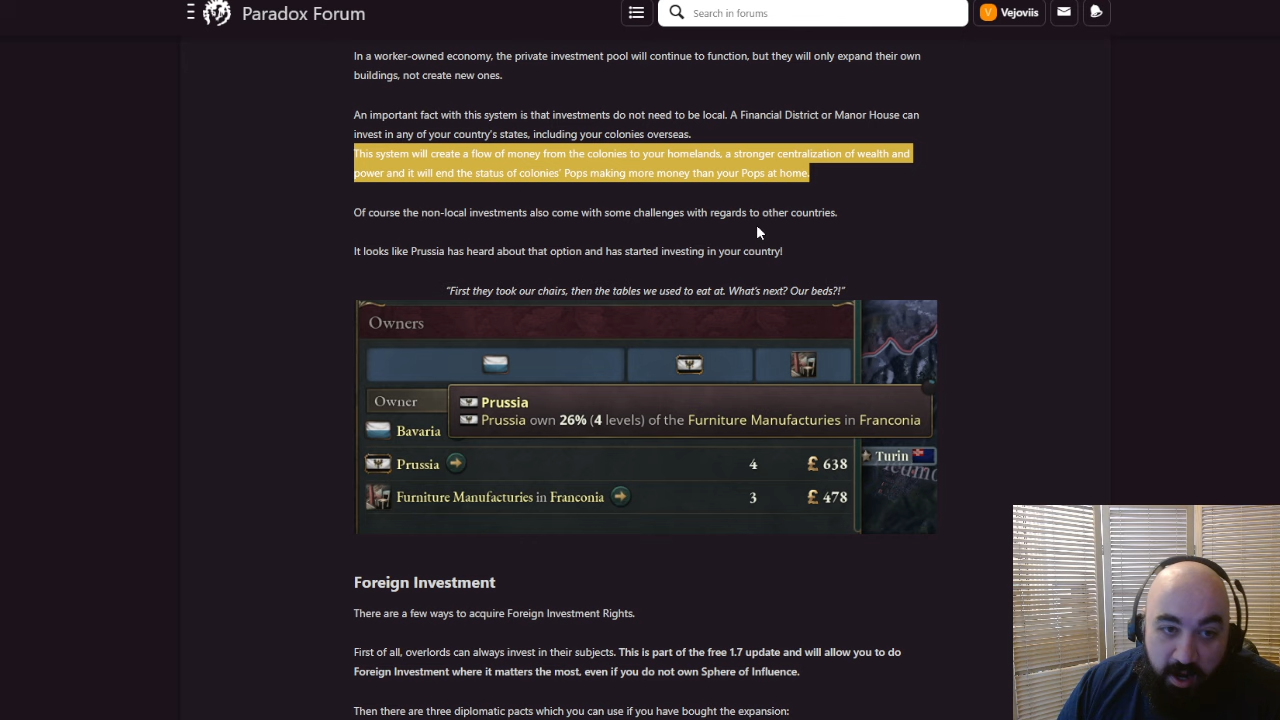 Paradox Forum
Search in forums
V
Vejoviis
In a worker-owned economy, the private investment pool will continue to function, but they will only expand their own
buildings, not create new ones.
An important fact with this system is that investments do not need to be local. A Financial District or Manor House can
invest in any of your country's states, including your colonies overseas.
This system will create a flow of money from the colonies to your homelands, a stronger centralization of wealth and
power and it will end the status of colonies' Pops making more money than your Pops at home.
Of course the non-local investments also come with some challenges with regards to other countries.
It looks like Prussia has heard about that option and has started investing in your country!
“First they took our chairs, then the tables we used to eat at. What's next? Our beds?!”
Owners
Owner
Prussia
Prussia own 26% (4 levels) of the Furniture Manufactories in Franconia
Bavaria
Prussia 4 £ 638
Turin
Furniture Manufactories in Franconia 3 £ 478
Foreign Investment
There are a few ways to acquire Foreign Investment Rights.
First of all, overlords can always invest in their subjects. This is part of the free 1.7 update and will allow you to do
Foreign Investment where it matters the most, even if you do not own Sphere of Influence.
Then there are three diplomatic pacts which you can use if you have bought the expansion: